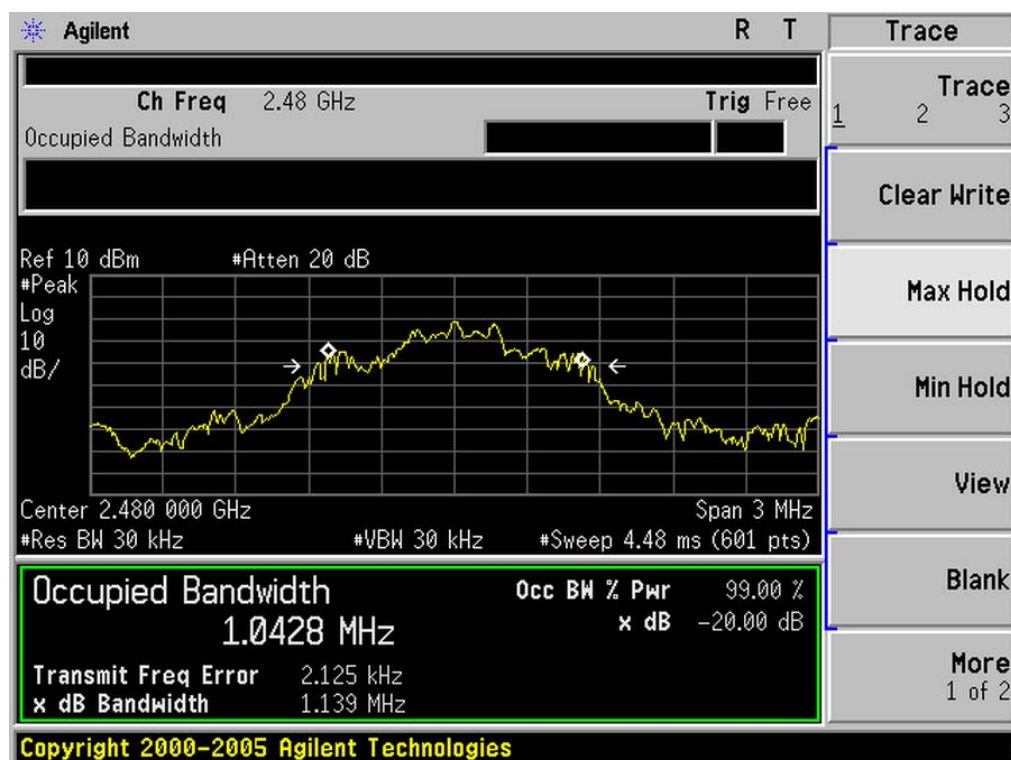 Agilent R T Trace
Ch Freq 2.48 GHz Trig Free
Occupied Bandwidth
Trace
1 2 3
Clear Write
Max Hold
Min Hold
View
Blank
More
1 of 2
Ref 10 dBm #Atten 20 dB
#Peak
Log
10
dB/
Center 2.480 000 GHz Span 3 MHz
#Res BW 30 kHz #VBW 30 kHz #Sweep 4.48 ms (601 pts)
Occupied Bandwidth
1.0428 MHz
Occ BW % Pwr 99.00 %
x dB -20.00 dB
Transmit Freq Error 2.125 kHz
x dB Bandwidth 1.139 MHz
Copyright 2000-2005 Agilent Technologies